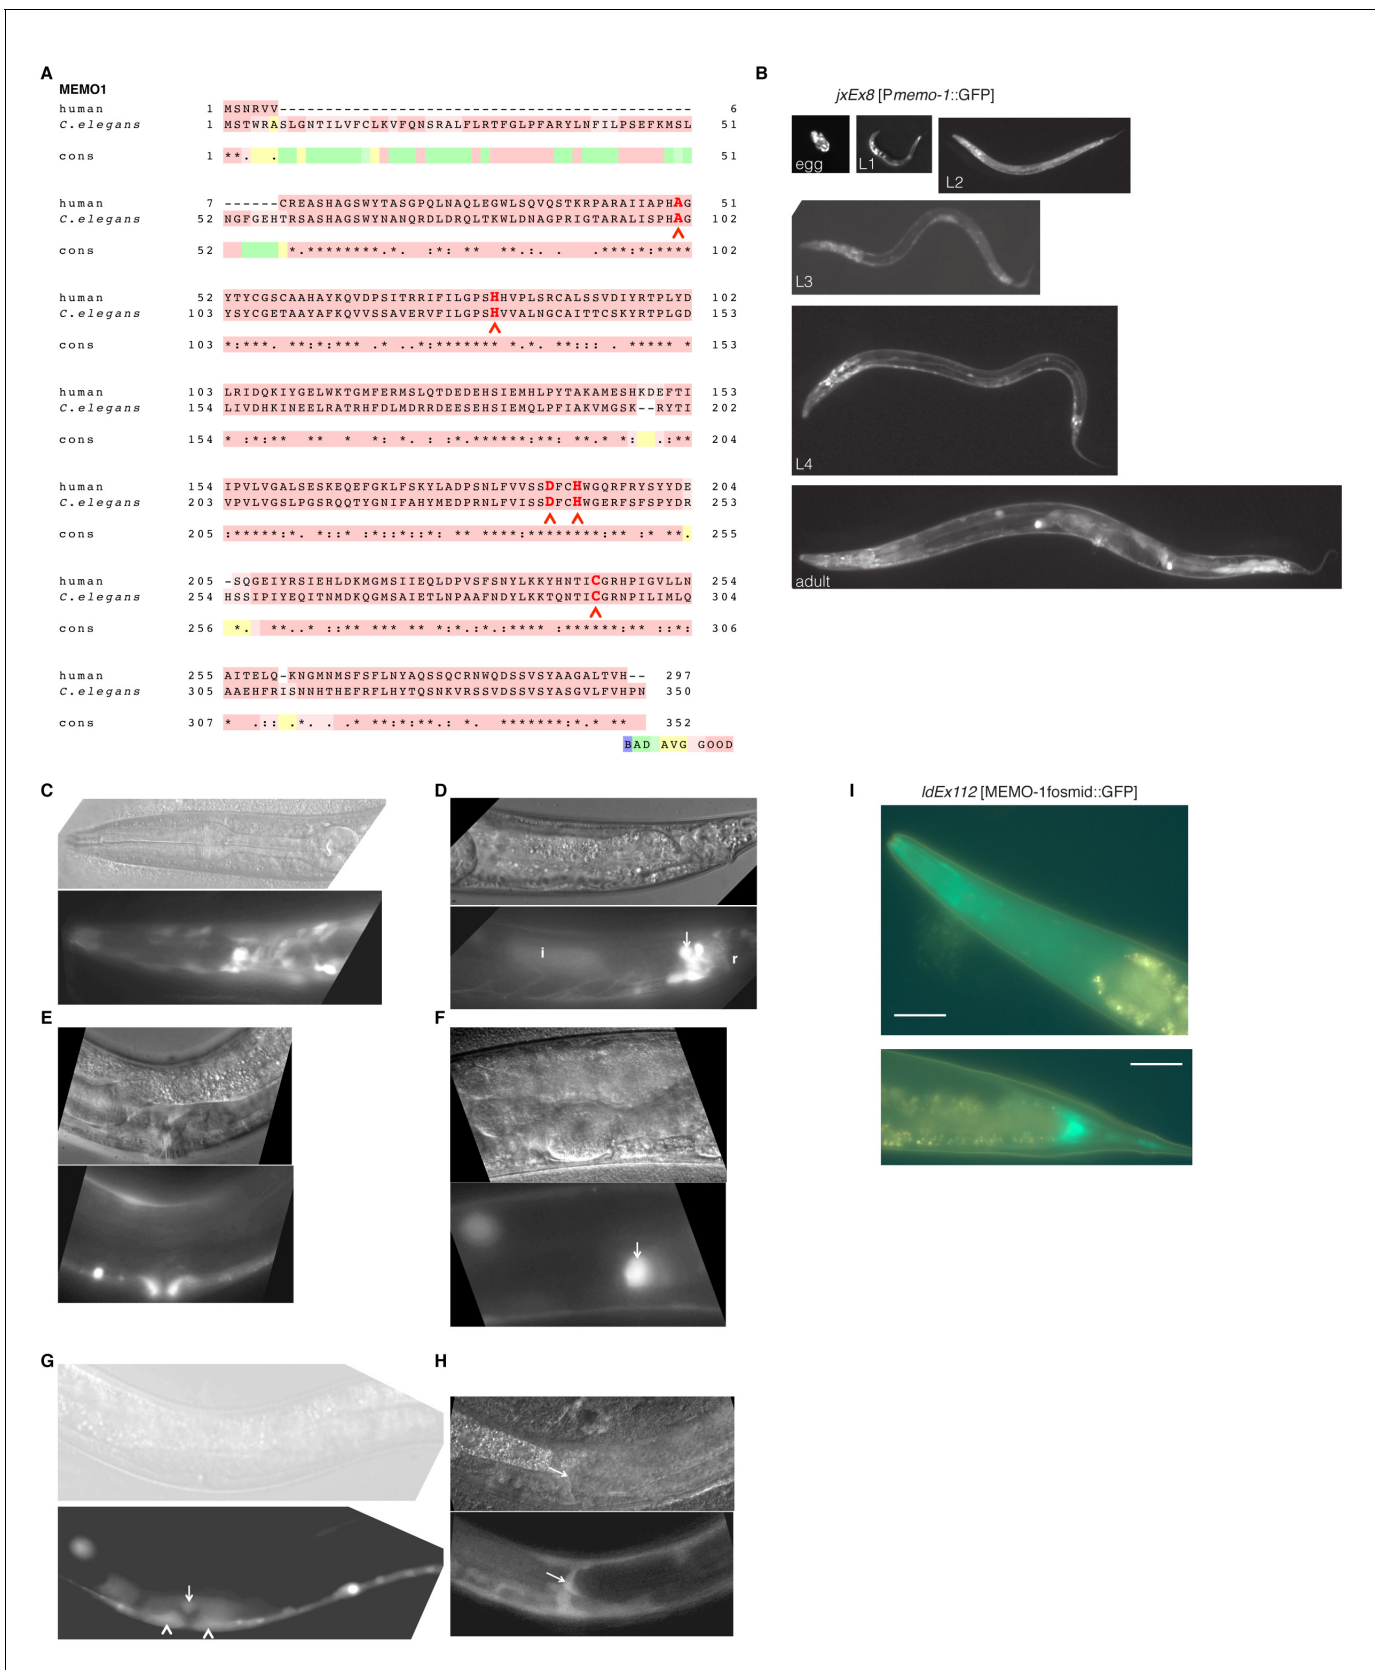 A
MEMO1
human 1 MSNRVV--------------------------------------------- 6
C.elegans 1 MSTWRASLGNTILVFCLKVFQNSRALFLRTFGLPFARYLNFILPSEFKMSL 51
cons 1 **. . 51
human 7 ------CREASHAGSWYTASGPQLNAQLEGWLSQVQSTKRPARAIIAPHAG 51
C.elegans 52 NGFGEHTRSASHAGSWYNANQRDLDRQLTKWLDNAGPRIGTARALISPHAG 102
cons 52 *.********.*. :*: ** **.:. .***:*:**** 102
human 52 YTYCGSCAAHAYKQVDPSITRRIFILGPSHHVPLSRCALSSVDIYRTPLYD 102
C.elegans 103 YSYCGETAAYAFKQVVSSAVERVFILGPSHVVALNGCAITTCSKYRTPLGD 153
cons 103 *:***. **:*:*** .* ..*:******* *.*. **::: .***** * 153
human 103 LRIDQKIYGELWKTGMFERMSLQTDEDEHSIEMHLPYTAKAMESHKDEFTI 153
C.elegans 154 LIVDHKINEELRATRHFDLMDRRDEESEHSIEMQLPFIAKVMGSK--RYTI 202
cons 154 * :*:** ** * *: *. : :*.******:**.**.* *: .:** 204
human 154 IPVLVGALSESKEQEFGKLFSKYLADPSNLFVVSSDFCHWGQRFRYSYYDE 204
C.elegans 203 VPVLVGSLPGSRQQTYGNIFAHYMEDPRNLFVISSDFCHWGERFSFSPYDR 253
cons 205 :*****:*. *::* :*::*::*: ** ****:********:** :* **. 255
human 205 -SQGEIYRSIEHLDKMGMSIIEQLDPVSFSNYLKKYHNTICGRHPIGVLLN 254
C.elegans 254 HSSIPIYEQITNMDKQGMSAIETLNPAAFNDYLKKTQNTICGRNPILIMLQ 304
cons 256 *. **..* :** *** ** *:*.:*.:**** :******:** ::*: 306
human 255 AITELQ-KNGMNMSFSFLNYAQSSQCRNWQDSSVSYAAGALTVH-- 297
C.elegans 305 AAEHFRISNNHTHEFRFLHYTQSNKVRSSVDSSVSYASGVLFVHPN 350
cons 307 * .:: .*. . .* **:*:**.: *. *******:*.* ** 352
BAD AVG GOOD
B
jxEx8 [Pmemo-1::GFP]
egg
L1
L2
L3
L4
adult
C
D
i
r
E
F
G
H
I
ldEx112 [MEMO-1fosmid::GFP]